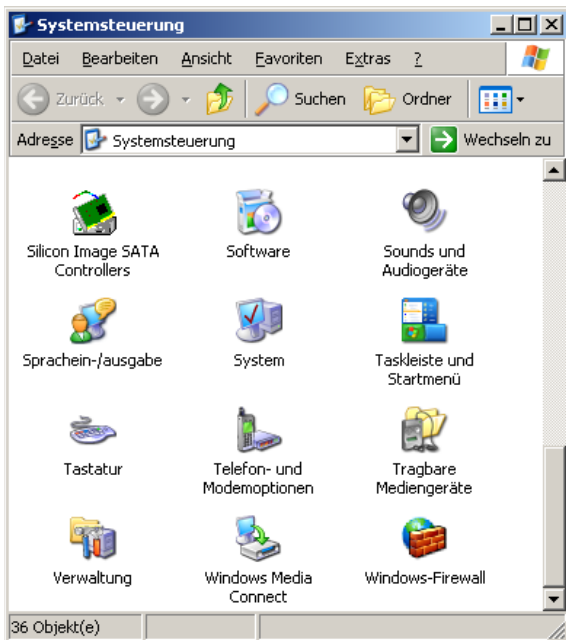 Systemsteuerung
Datei Bearbeiten Ansicht Favoriten Extras ?
Zurück Suchen Ordner
Adresse Systemsteuerung Wechseln zu
Silicon Image SATA
Controllers
Software
Sounds und
Audiogeräte
Sprachein-/ausgabe
System
Taskleiste und
Startmenü
Tastatur
Telefon- und
Modemoptionen
Tragbare
Mediengeräte
Verwaltung
Windows Media
Connect
Windows-Firewall
36 Objekt(e)